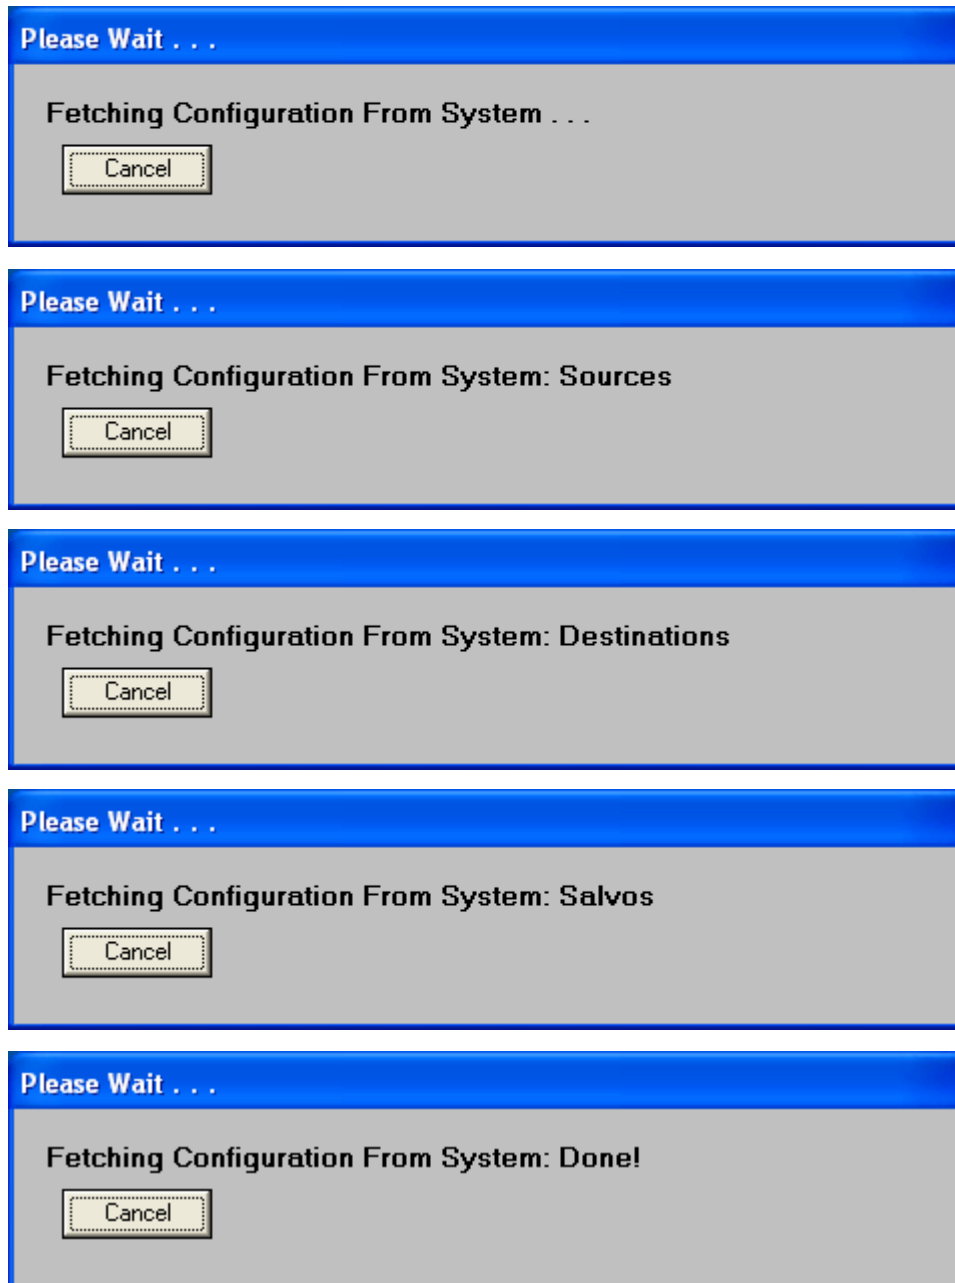 Please Wait . . .
Fetching Configuration From System . . .
Cancel
Please Wait . . .
Fetching Configuration From System: Sources
Cancel
Please Wait . . .
Fetching Configuration From System: Destinations
Cancel
Please Wait . . .
Fetching Configuration From System: Salvos
Cancel
Please Wait . . .
Fetching Configuration From System: Done!
Cancel